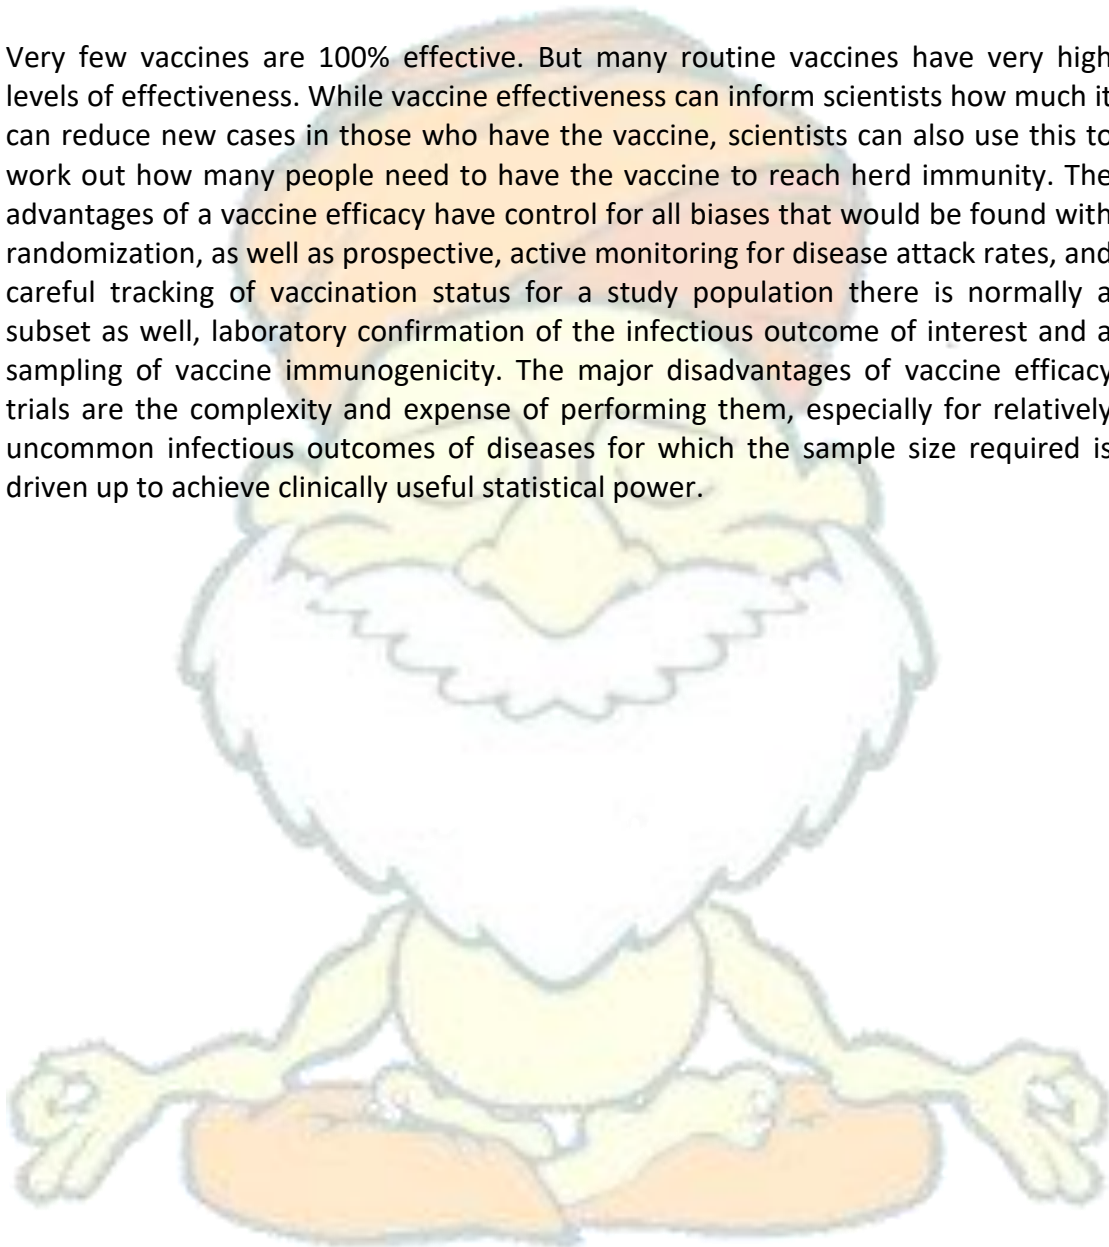 Very few vaccines are 100% effective. But many routine vaccines have very high
levels of effectiveness. While vaccine effectiveness can inform scientists how much it
can reduce new cases in those who have the vaccine, scientists can also use this to
work out how many people need to have the vaccine to reach herd immunity. The
advantages of a vaccine efficacy have control for all biases that would be found with
randomization, as well as prospective, active monitoring for disease attack rates, and
careful tracking of vaccination status for a study population there is normally a
subset as well, laboratory confirmation of the infectious outcome of interest and a
sampling of vaccine immunogenicity. The major disadvantages of vaccine efficacy
trials are the complexity and expense of performing them, especially for relatively
uncommon infectious outcomes of diseases for which the sample size required is
driven up to achieve clinically useful statistical power.